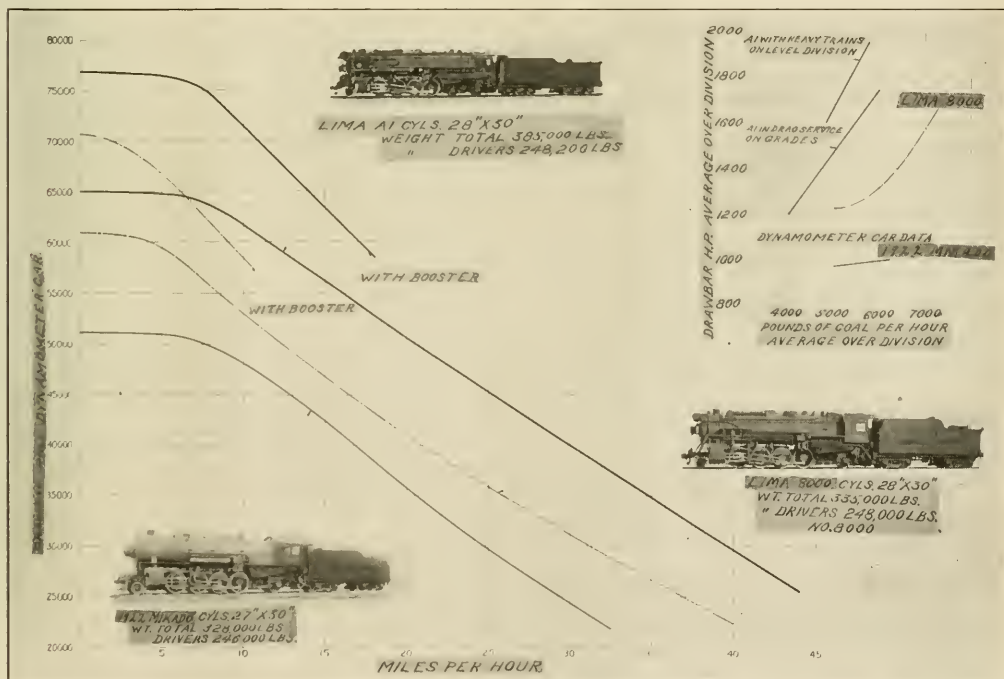 80000
75000
70000
65000
60000
55000
50000
45000
40000
35000
30000
25000
20000
DYNAMOMETER CAR.
LIMA A1 CYLS. 28"X30"
WEIGHT TOTAL 385,000 LBS.
" DRIVERS 248,200 LBS
WITH BOOSTER
WITH BOOSTER
2000
1800
1600
1400
1200
1000
800
DRAWBAR H.P. AVERAGE OVER DIVISION
A1 WITH HEAVY TRAINS
ON LEVEL DIVISION
LIMA 8000
A1 IN DRAG SERVICE
ON GRADES
DYNAMOMETER CAR DATA
4000 5000 6000 7000
POUNDS OF COAL PER HOUR
AVERAGE OVER DIVISION
LIMA 8000. CYLS. 28"X30"
WT. TOTAL 335,000 LBS.
" DRIVERS 248,000 LBS.
NO. 8000
1922 MIKADO CYLS. 27"X30"
WT. TOTAL 328,000 LBS
DRIVERS 246,000 LBS.
5 10 15 20 25 30 40 45
MILES PER HOUR